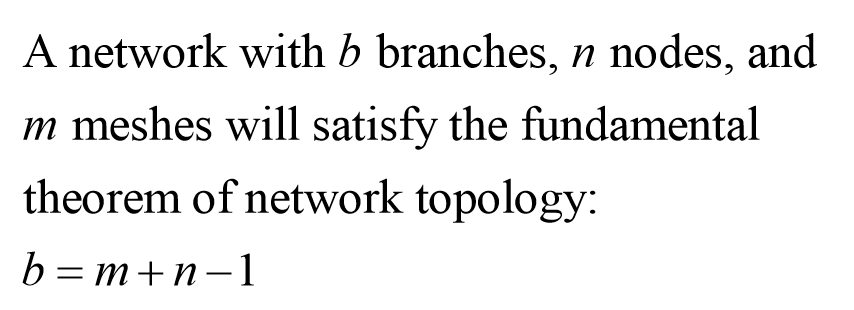 A network with b branches, n nodes, and
m meshes will satisfy the fundamental
theorem of network topology:
b = m + n − 1